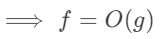 ⟹ f = O(g)